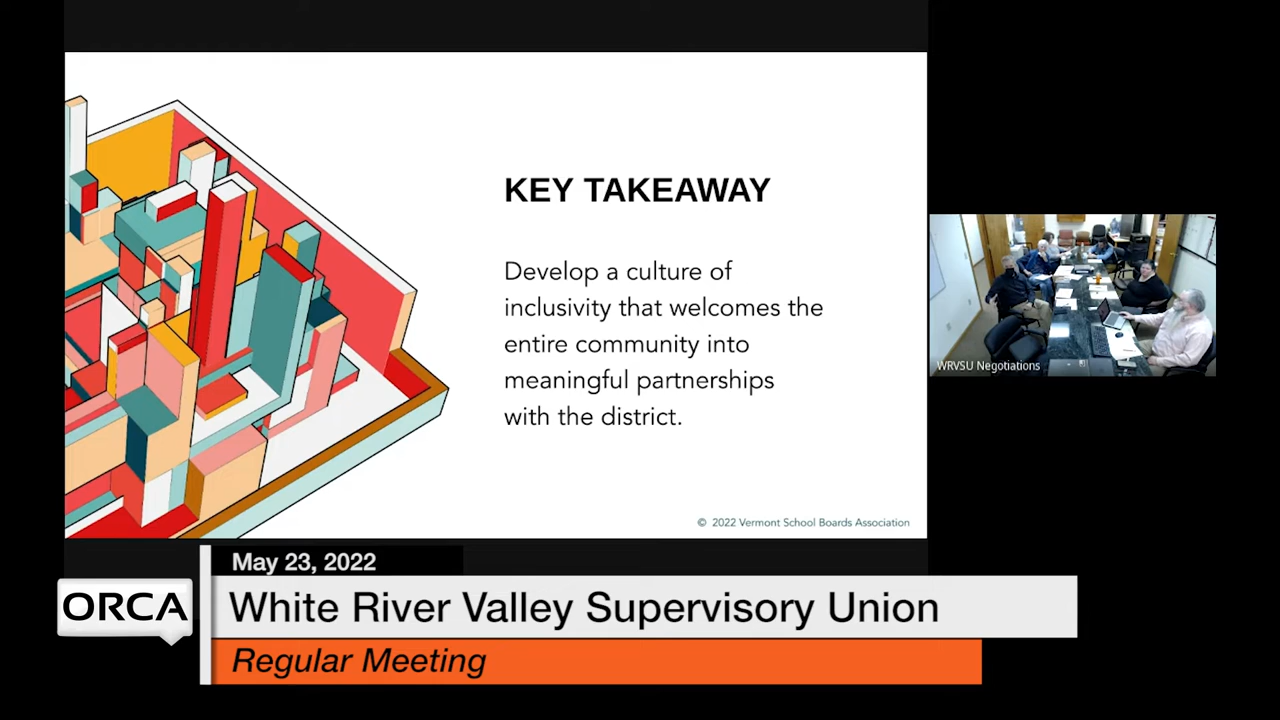 KEY TAKEAWAY
Develop a culture of
inclusivity that welcomes the
entire community into
meaningful partnerships
with the district.
© 2022 Vermont School Boards Association
WRVSU Negotiations
May 23, 2022
ORCA
White River Valley Supervisory Union
Regular Meeting